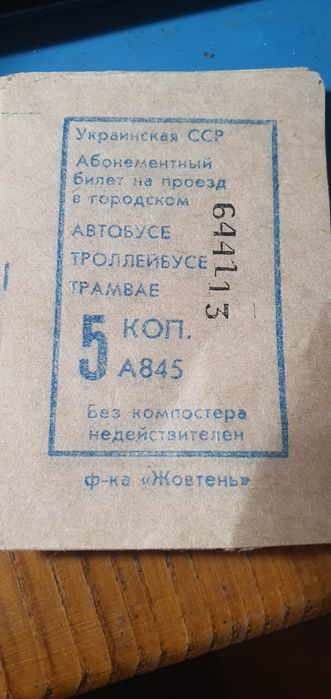 Украинская ССР
Абонементный
билет на проезд
в городском
АВТОБУСЕ
ТРОЛЛЕЙБУСЕ
ТРАМВАЕ
644113
5 КОП.
А845
Без компостера
недействителен
ф-ка «Жовтень»